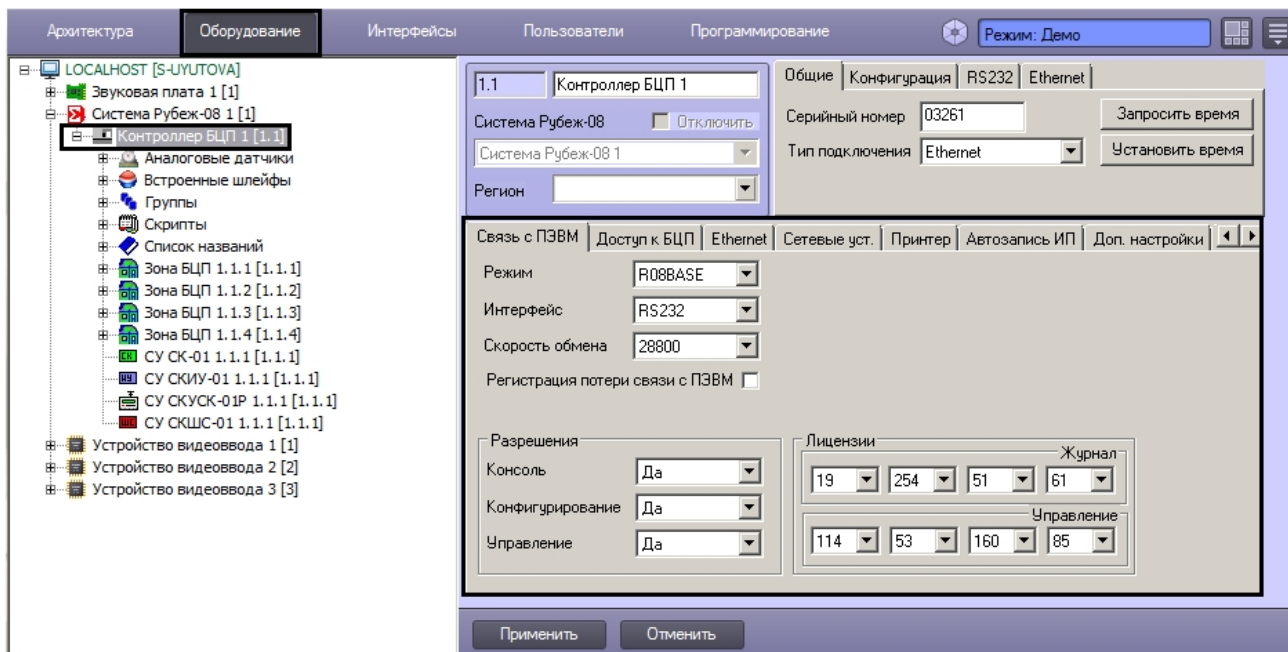 Архитектура
Оборудование
Интерфейсы
Пользователи
Программирование
Режим: Демо
LOCALHOST [S-UYUTOVA]
Звуковая плата 1 [1]
Система Рубеж-08 1 [1]
Контроллер БЦП 1 [1.1]
Аналоговые датчики
Встроенные шлейфы
Группы
Скрипты
Список названий
Зона БЦП 1.1.1 [1.1.1]
Зона БЦП 1.1.2 [1.1.2]
Зона БЦП 1.1.3 [1.1.3]
Зона БЦП 1.1.4 [1.1.4]
СК СУ СК-01 1.1.1 [1.1.1]
ИУ СУ СКИУ-01 1.1.1 [1.1.1]
СУ СКУСК-01Р 1.1.1 [1.1.1]
ШС СУ СКШС-01 1.1.1 [1.1.1]
Устройство видеоввода 1 [1]
Устройство видеоввода 2 [2]
Устройство видеоввода 3 [3]
1.1 Контроллер БЦП 1
Система Рубеж-08 Отключить
Система Рубеж-08 1
Регион
Общие Конфигурация RS232 Ethernet
Серийный номер 03261 Запросить время
Тип подключения Ethernet Установить время
Связь с ПЭВМ Доступ к БЦП Ethernet Сетевые уст. Принтер Автозапись ИП Доп. настройки
Режим R08BASE
Интерфейс RS232
Скорость обмена 28800
Регистрация потери связи с ПЭВМ
Разрешения
Консоль Да
Конфигурирование Да
Управление Да
Лицензии
Журнал
19 254 51 61
Управление
114 53 160 85
Применить Отменить